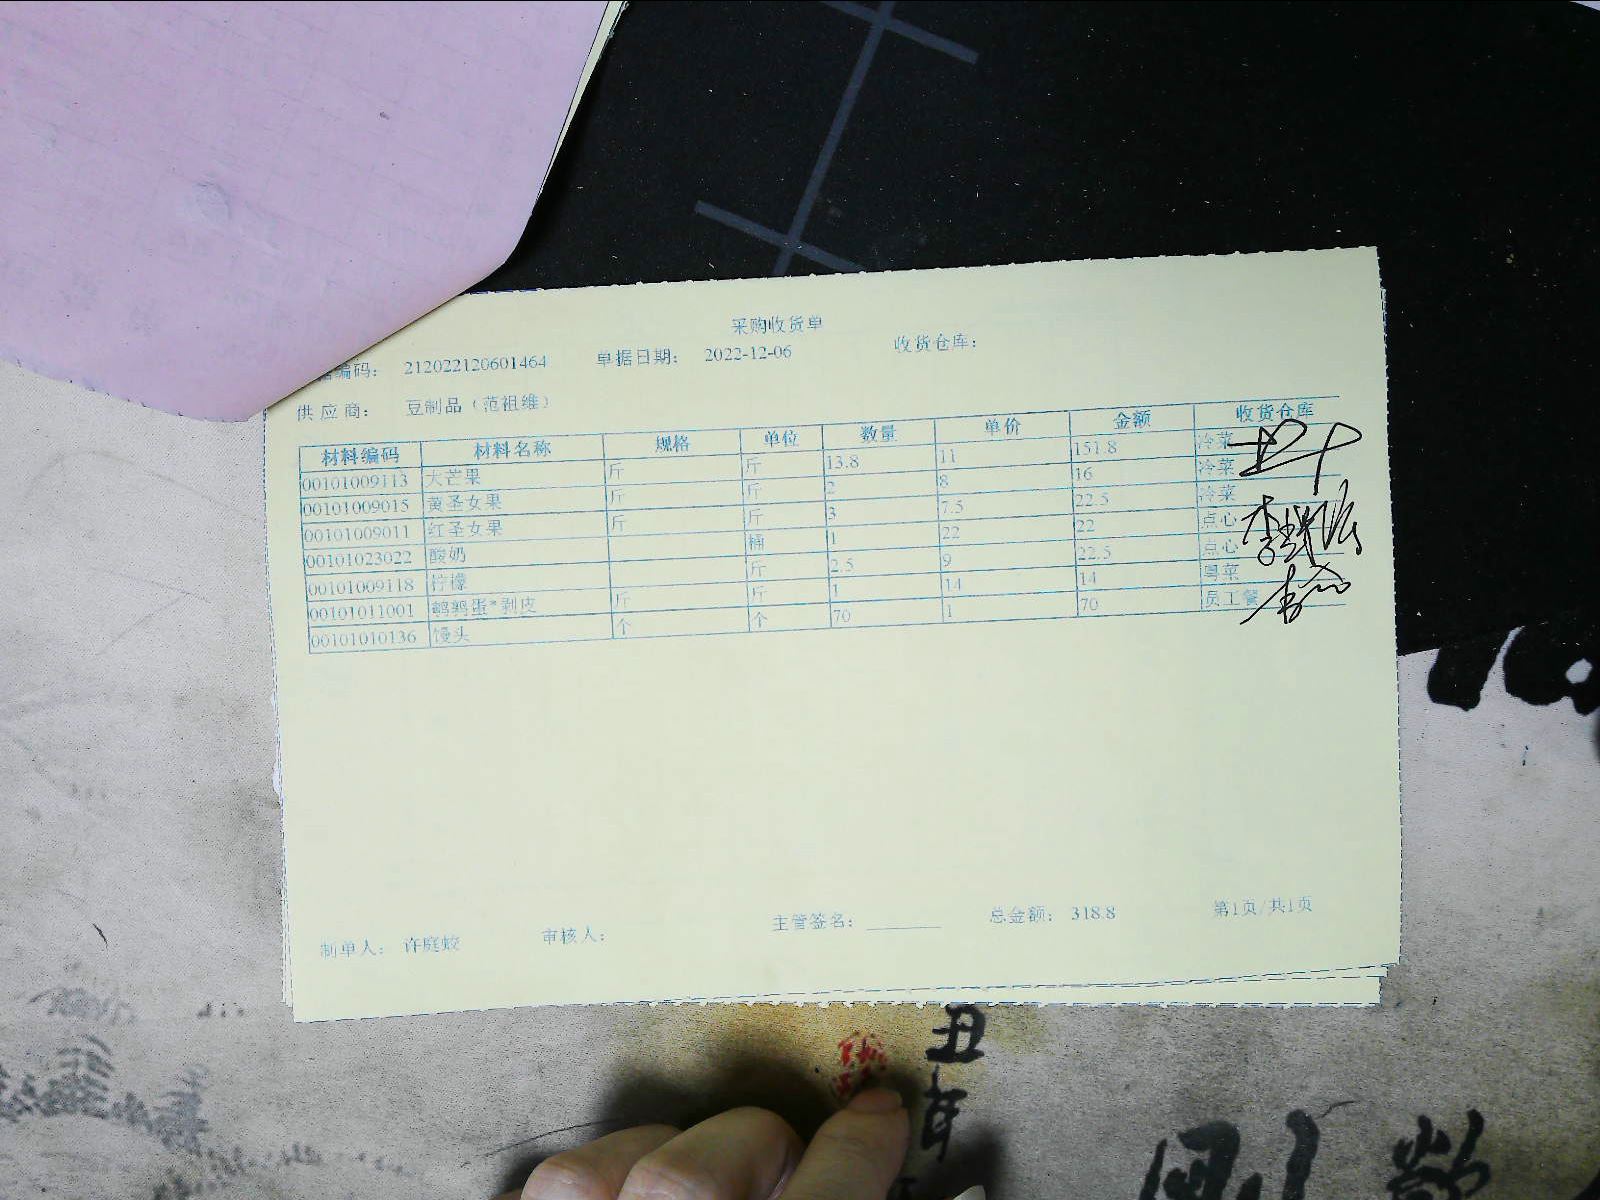 采购收货单
编码： 212022120601464 单据日期： 2022-12-06 收货仓库：
供应商： 豆制品（范祖维）
材料编码 材料名称 规格 单位 数量 单价 金额 收货仓库
00101009113 大芒果 斤 斤 13.8 11 151.8 冷菜
00101009015 黄圣女果 斤 斤 2 8 16 冷菜
00101009011 红圣女果 斤 斤 3 7.5 22.5 冷菜
00101023022 酸奶 桶 1 22 22 点心
00101009118 柠檬 斤 2.5 9 22.5 点心
00101011001 鹌鹑蛋*剥皮 斤 斤 1 14 14 粤菜
00101010136 馒头 个 个 70 1 70 员工餐
制单人： 许庭姣 审核人： 主管签名： 总金额： 318.8 第1页/共1页
丑
年